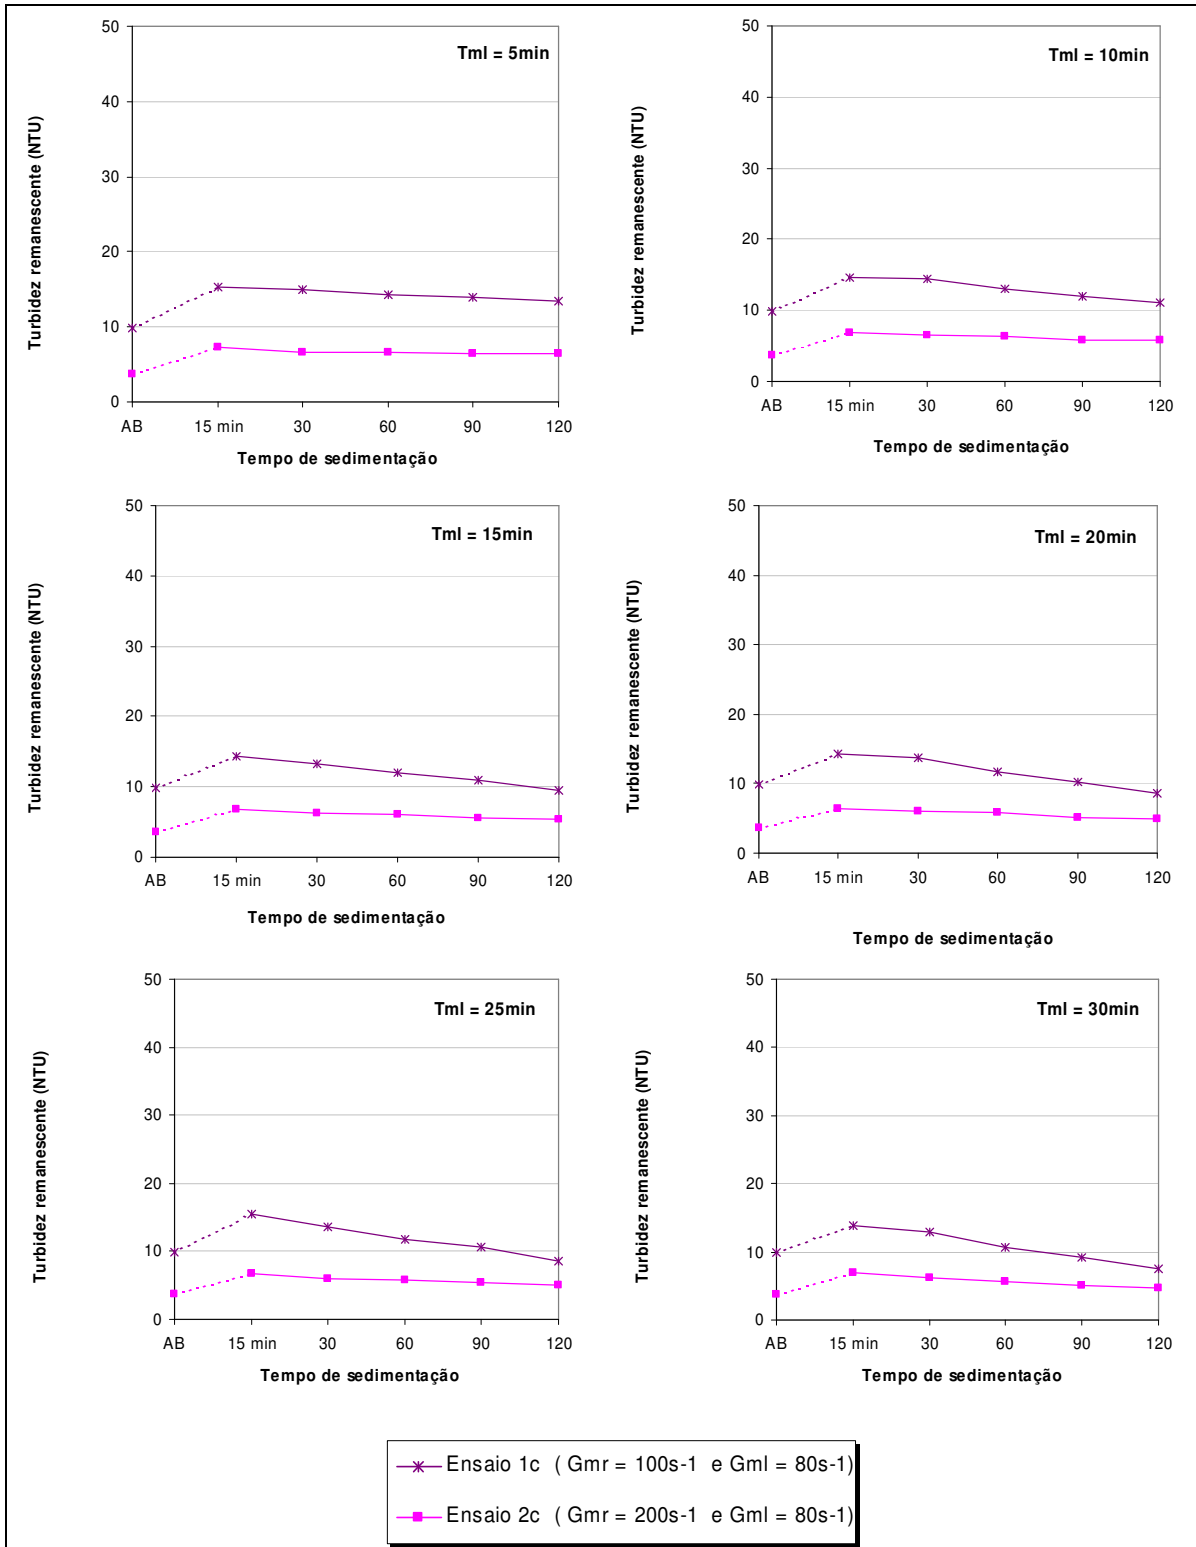 Tml = 5min
Turbidez remanescente (NTU)
50
40
30
20
10
0
AB 15 min 30 60 90 120
Tempo de sedimentação
Tml = 10min
Turbidez remanescente (NTU)
50
40
30
20
10
0
AB 15 min 30 60 90 120
Tempo de sedimentação
Tml = 15min
Turbidez remanescente (NTU)
50
40
30
20
10
0
AB 15 min 30 60 90 120
Tempo de sedimentação
Tml = 20min
Turbidez remanescente (NTU)
50
40
30
20
10
0
AB 15 min 30 60 90 120
Tempo de sedimentação
Tml = 25min
Turbidez remanescente (NTU)
50
40
30
20
10
0
AB 15 min 30 60 90 120
Tempo de sedimentação
Tml = 30min
Turbidez remanescente (NTU)
50
40
30
20
10
0
AB 15 min 30 60 90 120
Tempo de sedimentação
Ensaio 1c ( Gmr = 100s-1 e Gml = 80s-1)
Ensaio 2c ( Gmr = 200s-1 e Gml = 80s-1)